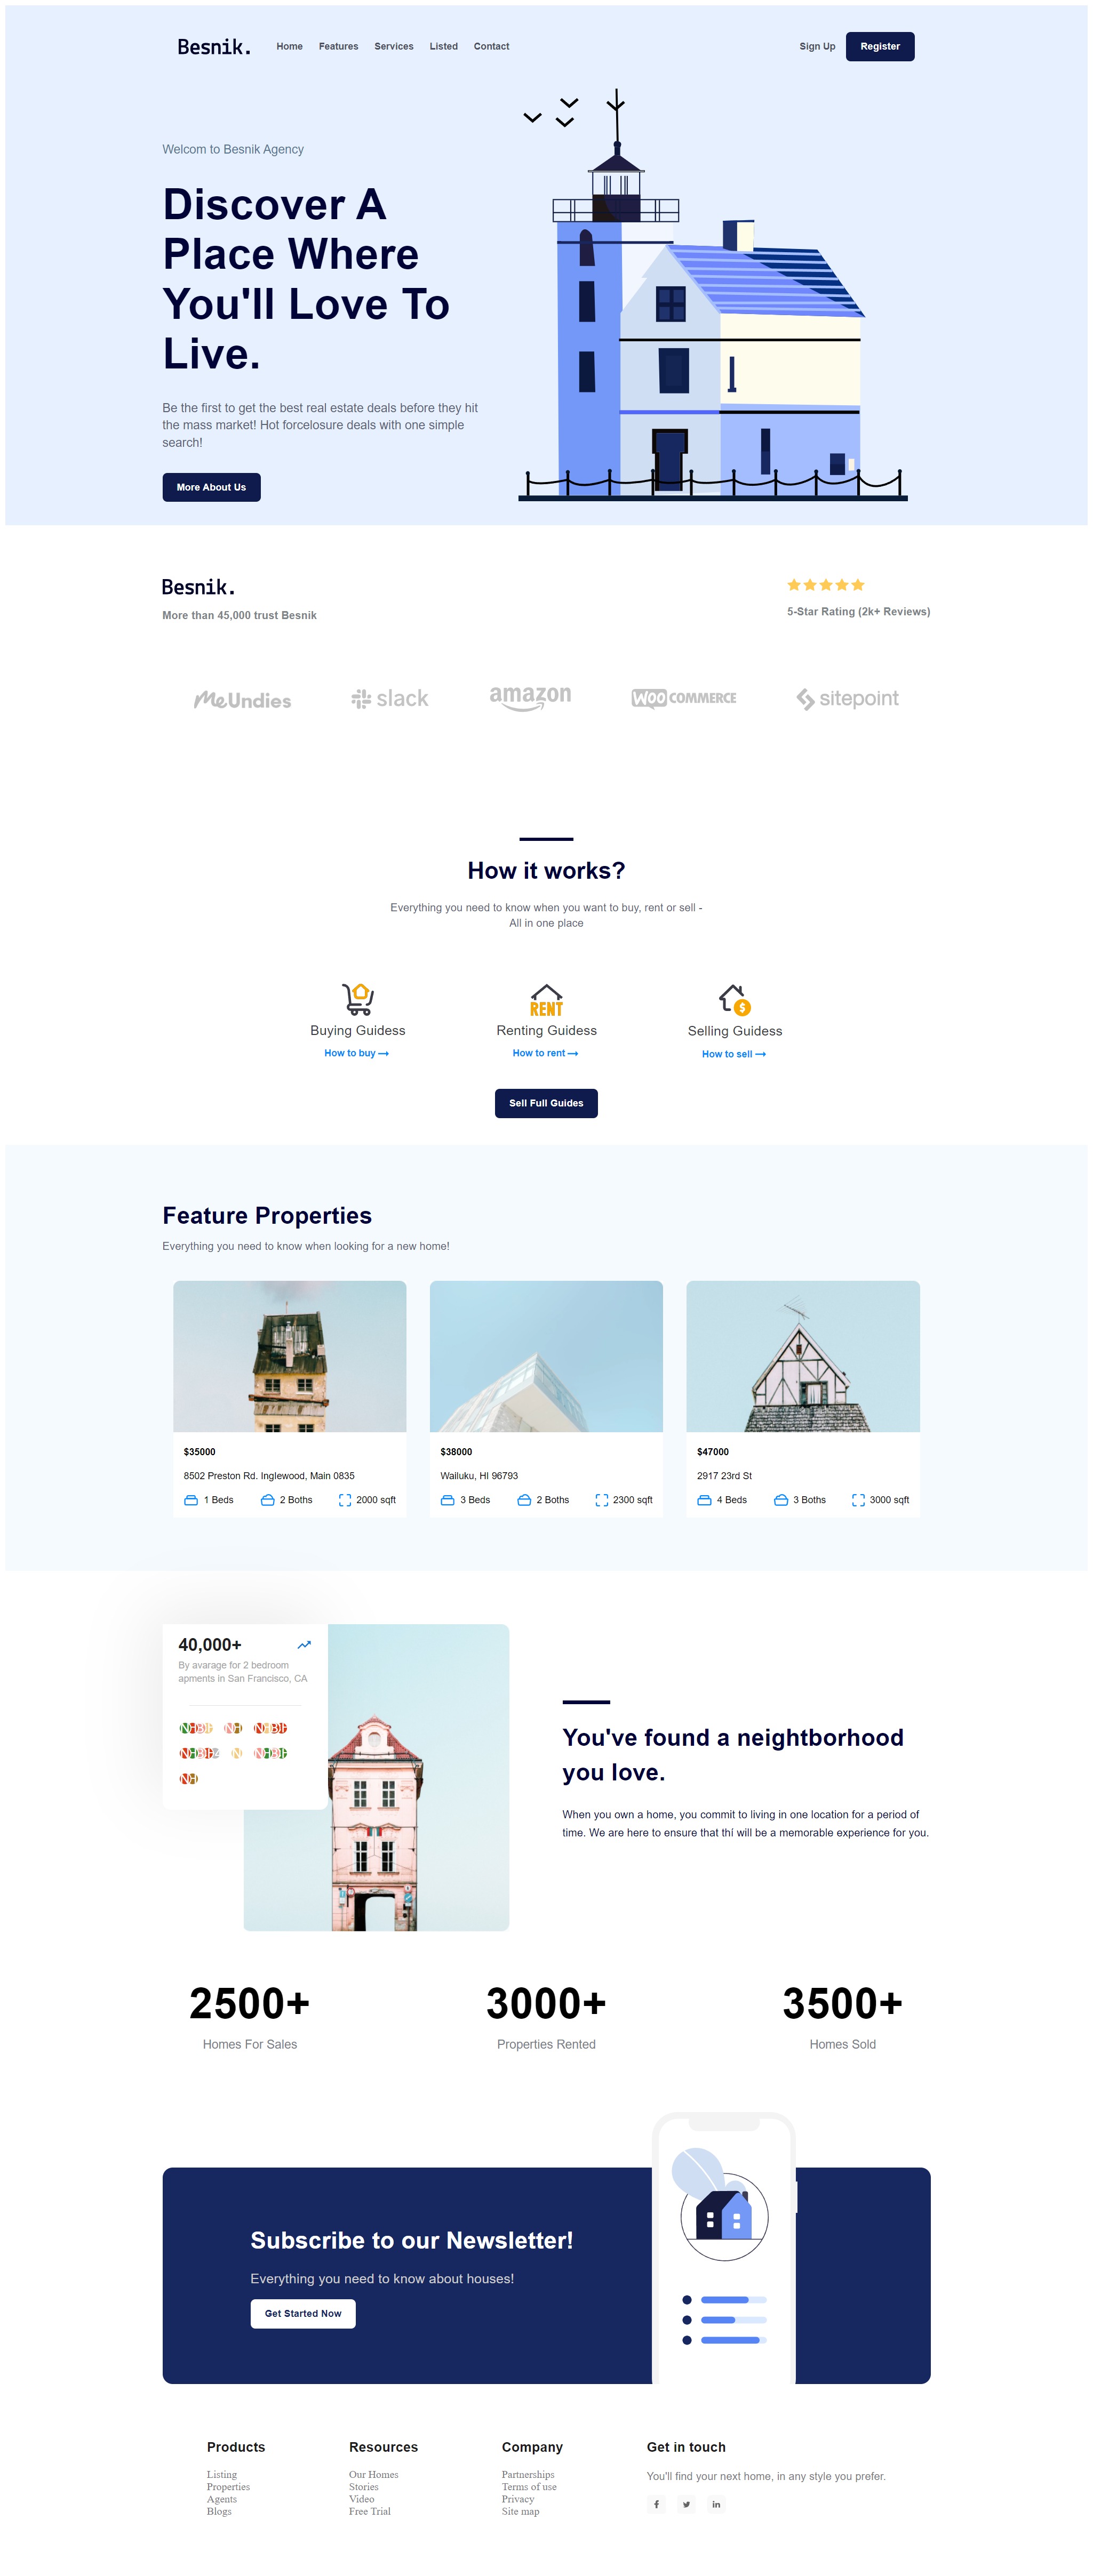 Besnik.
Home Features Services Listed Contact
Sign Up Register
Welcom to Besnik Agency
Discover A
Place Where
You'll Love To
Live.
Be the first to get the best real estate deals before they hit
the mass market! Hot forcelosure deals with one simple
search!
More About Us
Besnik.
More than 45,000 trust Besnik
5-Star Rating (2k+ Reviews)
MeUndies slack amazon WOO COMMERCE sitepoint
How it works?
Everything you need to know when you want to buy, rent or sell -
All in one place
RENT
Buying Guidess Renting Guidess Selling Guidess
How to buy How to rent How to sell
Sell Full Guides
Feature Properties
Everything you need to know when looking for a new home!
$35000
8502 Preston Rd. Inglewood, Main 0835
1 Beds 2 Boths 2000 sqft
$38000
Wailuku, HI 96793
3 Beds 2 Boths 2300 sqft
$47000
2917 23rd St
4 Beds 3 Boths 3000 sqft
40,000+
By avarage for 2 bedroom
apments in San Francisco, CA
You've found a neighborhood
you love.
When you own a home, you commit to living in one location for a period of
time. We are here to ensure that thí will be a memorable experience for you.
2500+
Homes For Sales
3000+
Properties Rented
3500+
Homes Sold
Subscribe to our Newsletter!
Everything you need to know about houses!
Get Started Now
Products
Listing
Properties
Agents
Blogs
Resources
Our Homes
Stories
Video
Free Trial
Company
Partnerships
Terms of use
Privacy
Site map
Get in touch
You'll find your next home, in any style you prefer.